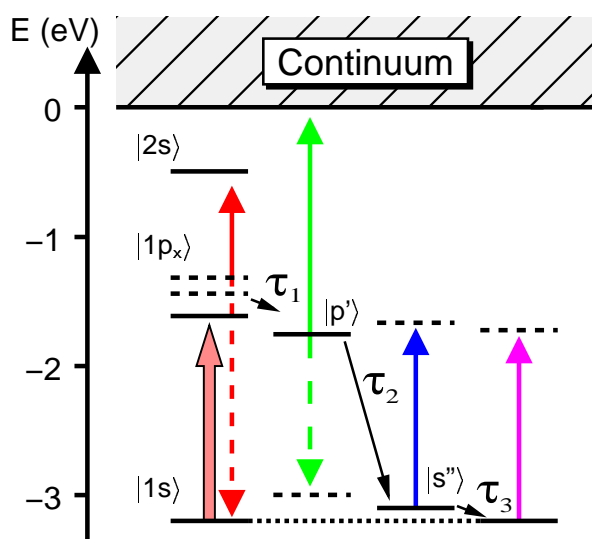 E (eV)
Continuum
0
|2s⟩
−1
|1pₓ⟩
τ₁
|p'⟩
−2
τ₂
|1s⟩
|s''⟩
−3
τ₃